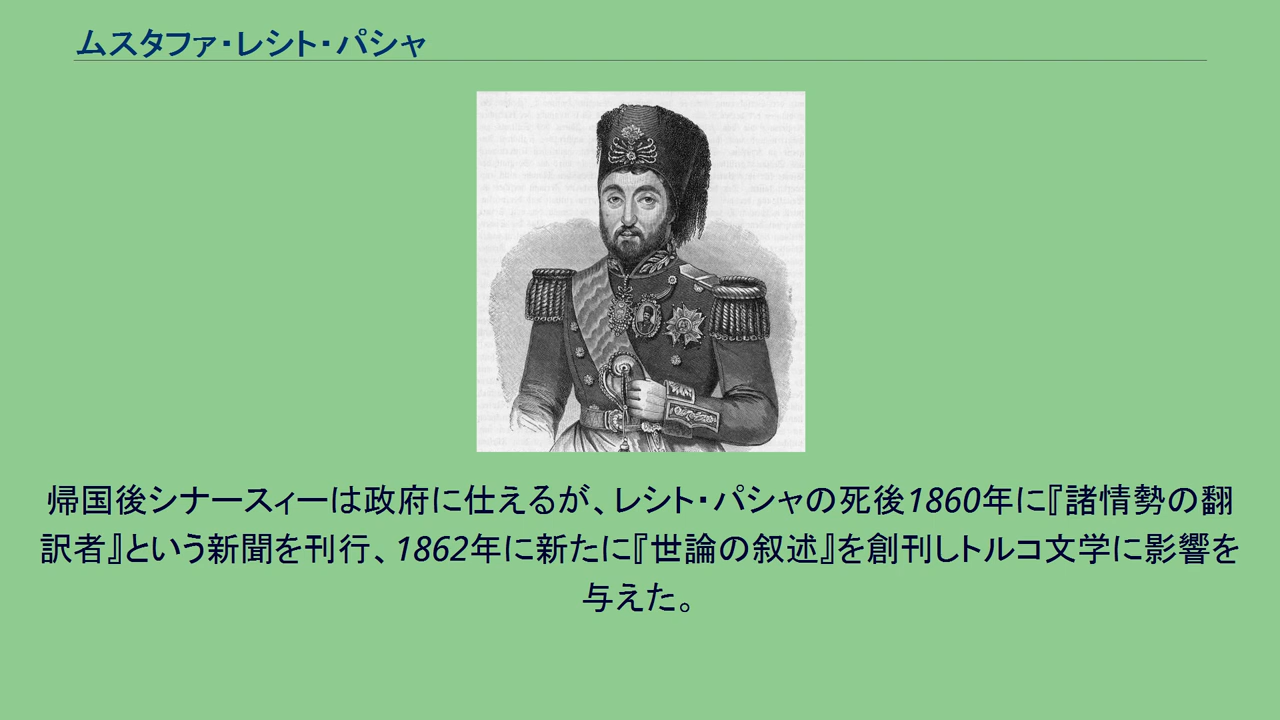 ムスタファ・レシト・パシャ
帰国後シナースィーは政府に仕えるが、レシト・パシャの死後1860年に『諸情勢の翻
訳者』という新聞を刊行、1862年に新たに『世論の叙述』を創刊しトルコ文学に影響を
与えた。